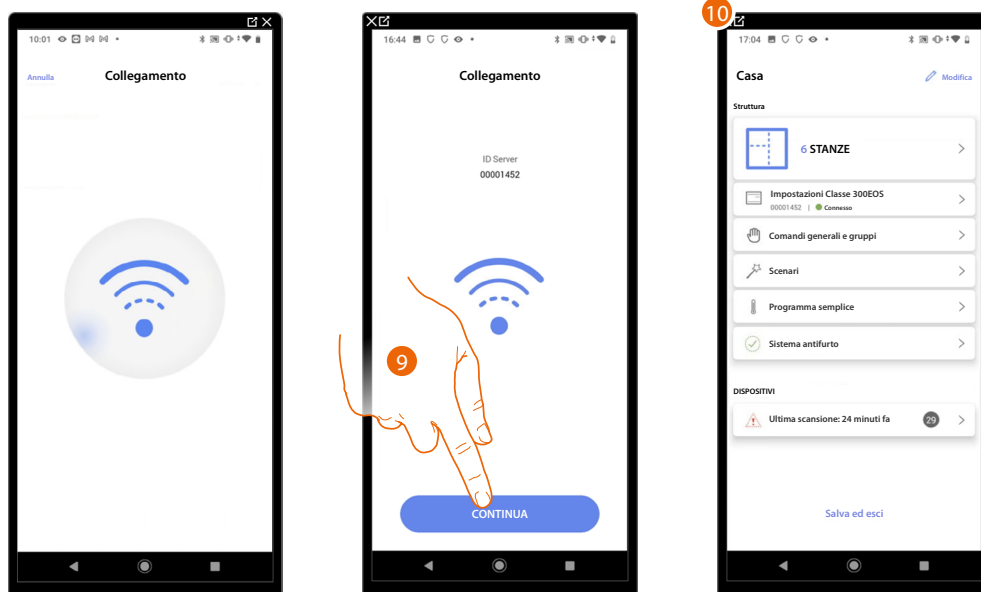 10:01
Annulla
Collegamento
16:44
Collegamento
ID Server
00001452
9
CONTINUA
10
17:04
Casa
Modifica
Struttura
6 STANZE
Impostazioni Classe 300EOS
00001452 | Connesso
Comandi generali e gruppi
Scenari
Programma semplice
Sistema antifurto
DISPOSITIVI
Ultima scansione: 24 minuti fa 29
Salva ed esci